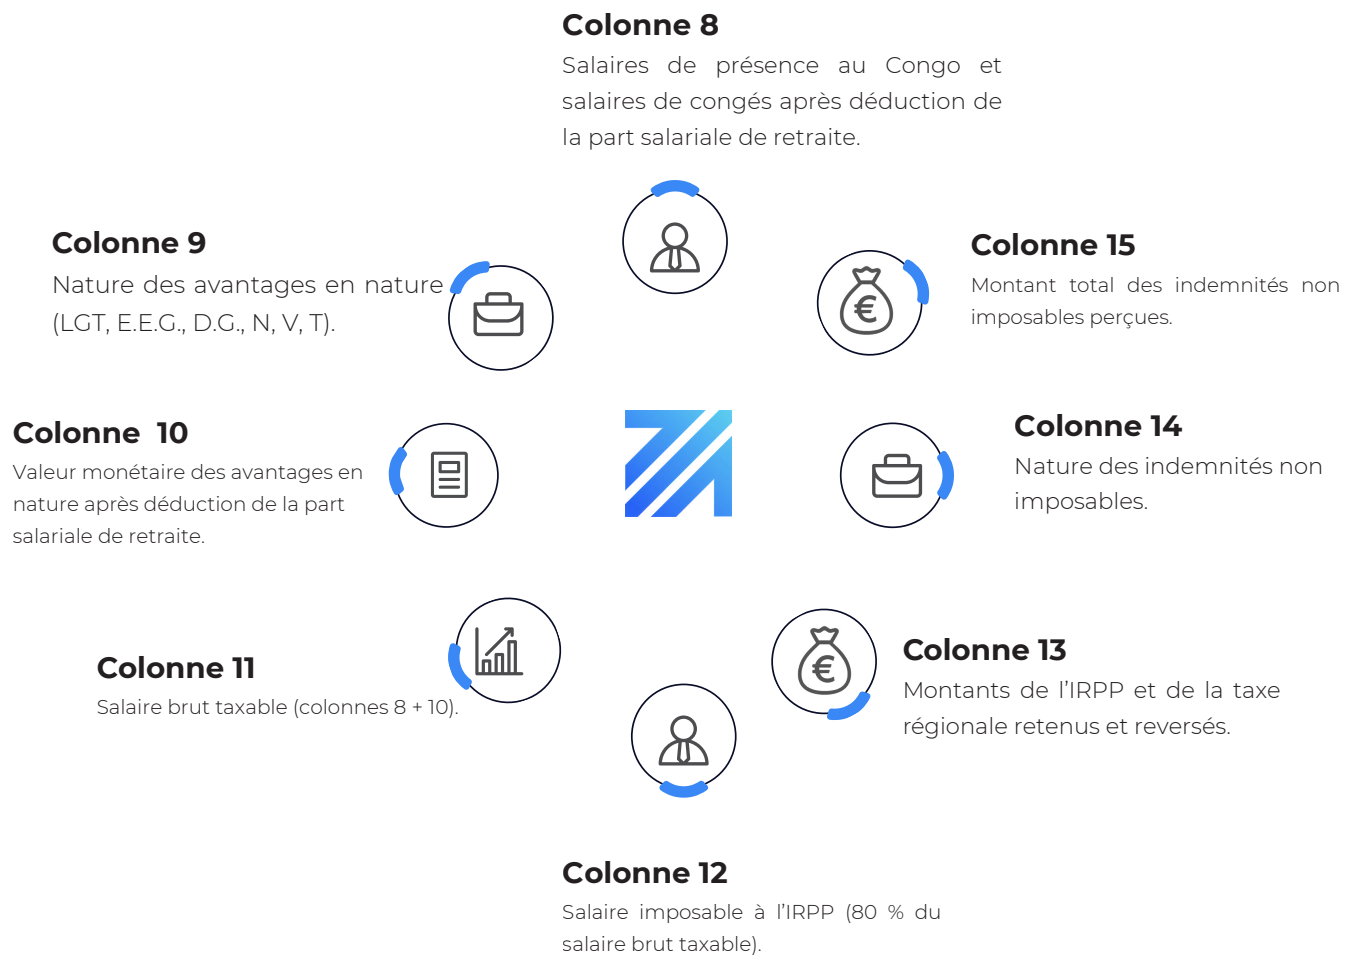 Colonne 8
Salaires de présence au Congo et
salaires de congés après déduction de
la part salariale de retraite.
Colonne 9
Nature des avantages en nature
(LGT, E.E.G., D.G., N, V, T).
Colonne 10
Valeur monétaire des avantages en
nature après déduction de la part
salariale de retraite.
Colonne 11
Salaire brut taxable (colonnes 8 + 10).
Colonne 12
Salaire imposable à l’IRPP (80 % du
salaire brut taxable).
Colonne 13
Montants de l’IRPP et de la taxe
régionale retenus et reversés.
Colonne 14
Nature des indemnités non
imposables.
Colonne 15
Montant total des indemnités non
imposables perçues.
€
€